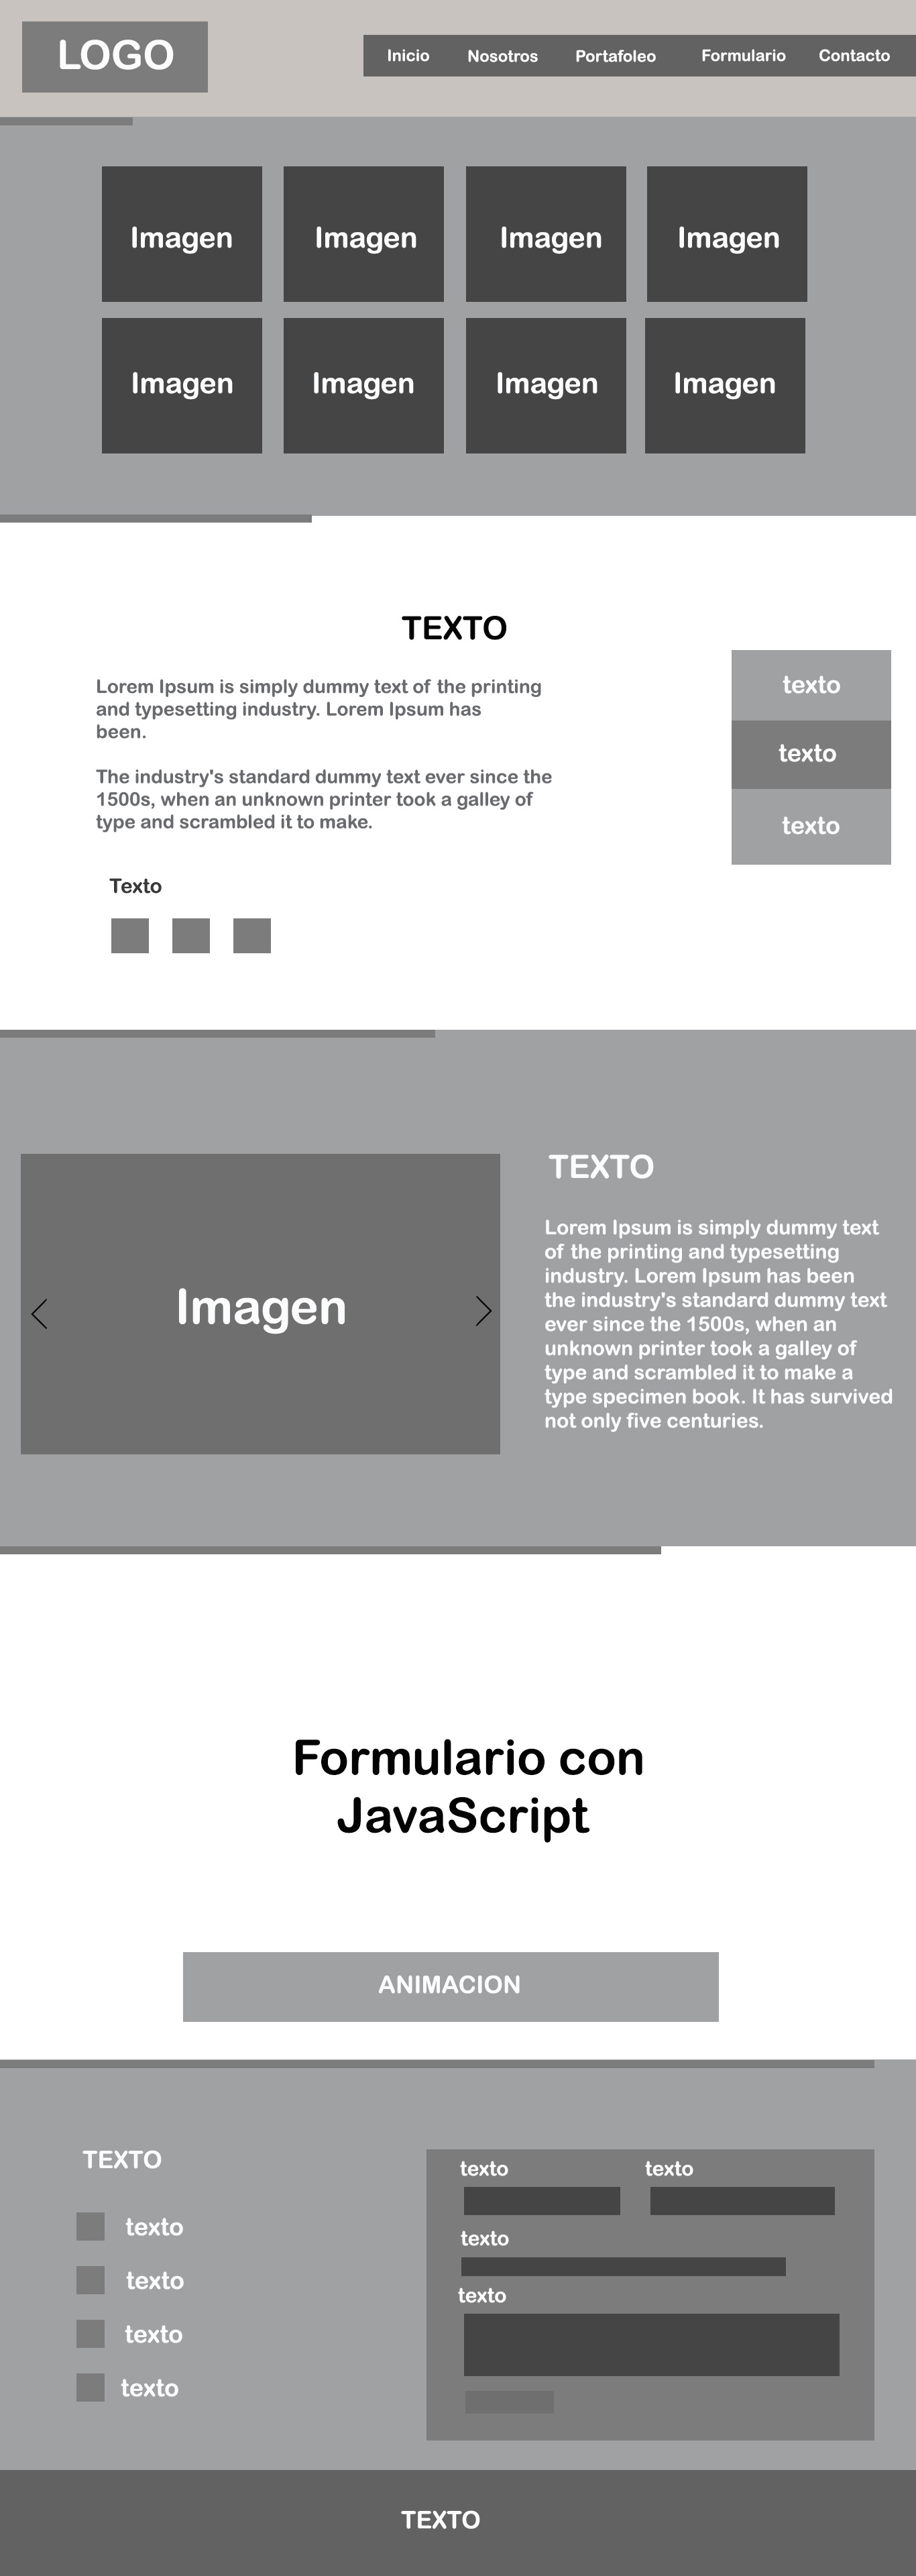 LOGO
Inicio Nosotros Portafoleo Formulario Contacto
Imagen Imagen Imagen Imagen
Imagen Imagen Imagen Imagen
TEXTO
Lorem Ipsum is simply dummy text of the printing
and typesetting industry. Lorem Ipsum has
been.
The industry's standard dummy text ever since the
1500s, when an unknown printer took a galley of
type and scrambled it to make.
Texto
texto
texto
texto
Imagen
TEXTO
Lorem Ipsum is simply dummy text
of the printing and typesetting
industry. Lorem Ipsum has been
the industry's standard dummy text
ever since the 1500s, when an
unknown printer took a galley of
type and scrambled it to make a
type specimen book. It has survived
not only five centuries.
Formulario con
JavaScript
ANIMACION
TEXTO
texto
texto
texto
texto
texto texto
texto
texto
TEXTO